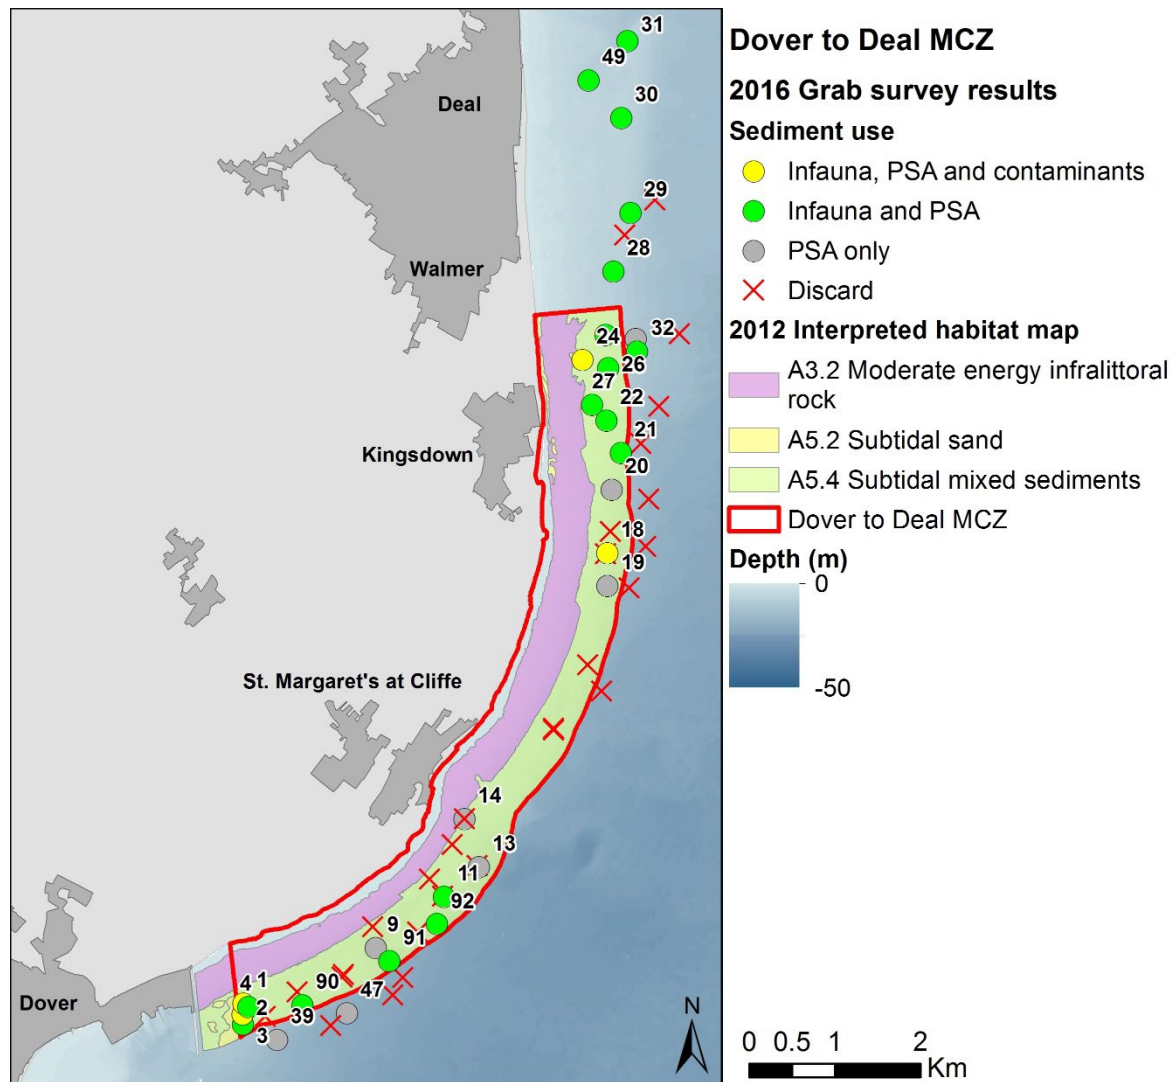 31
49
30
Deal
29
28
Walmer
32
24
26
27
22
21
Kingsdown
20
18
19
St. Margaret's at Cliffe
14
13
11
92
9
91
4
1
90
47
Dover
2
39
3
N
Dover to Deal MCZ
2016 Grab survey results
Sediment use
Infauna, PSA and contaminants
Infauna and PSA
PSA only
Discard
2012 Interpreted habitat map
A3.2 Moderate energy infralittoral
rock
A5.2 Subtidal sand
A5.4 Subtidal mixed sediments
Dover to Deal MCZ
Depth (m)
0
-50
0 0.5 1 2
Km